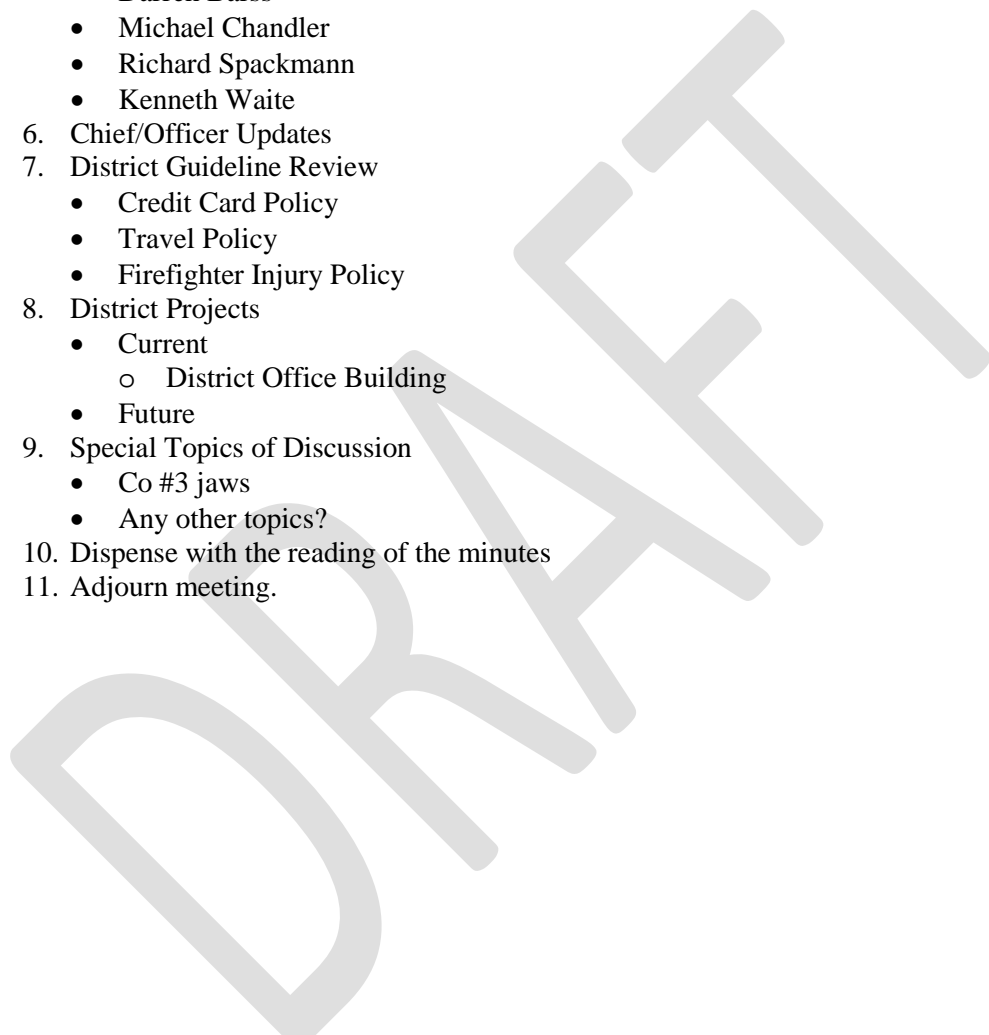 • Michael Chandler
• Richard Spackmann
• Kenneth Waite
6. Chief/Officer Updates
7. District Guideline Review
• Credit Card Policy
• Travel Policy
• Firefighter Injury Policy
8. District Projects
• Current
o District Office Building
• Future
9. Special Topics of Discussion
• Co #3 jaws
• Any other topics?
10. Dispense with the reading of the minutes
11. Adjourn meeting.
DRAFT